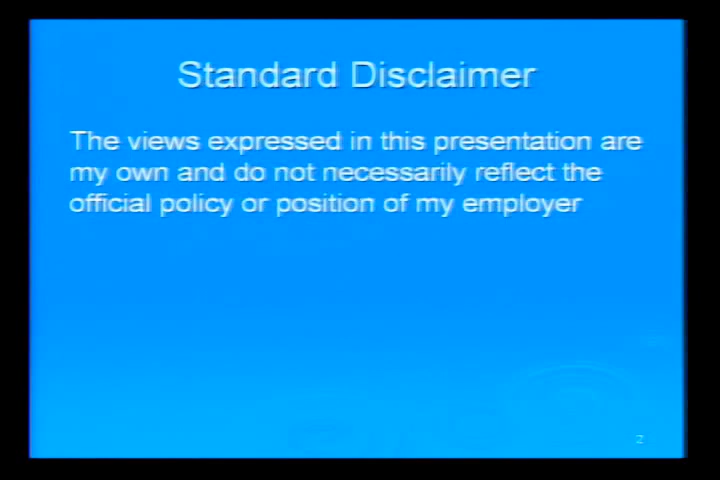 Standard Disclaimer
The views expressed in this presentation are
my own and do not necessarily reflect the
official policy or position of my employer
2